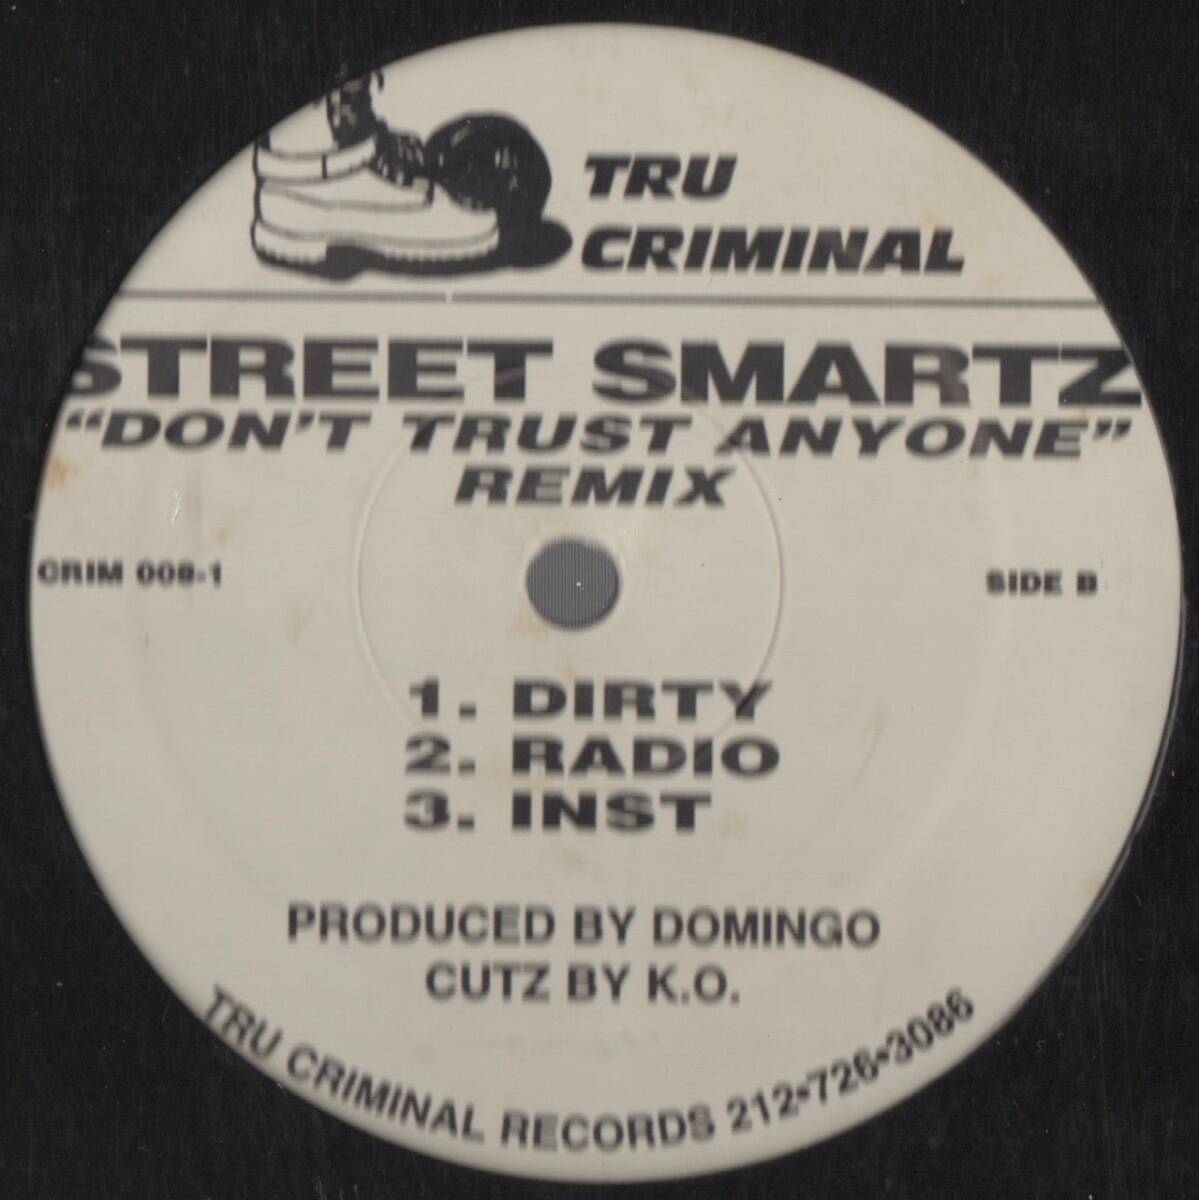 TRU
CRIMINAL
STREET SMARTZ
"DON'T TRUST ANYONE"
REMIX
CRIM 008-1
SIDE B
1. DIRTY
2. RADIO
3. INST
PRODUCED BY DOMINGO
CUTZ BY K.O.
TRU CRIMINAL RECORDS 212•726•3086